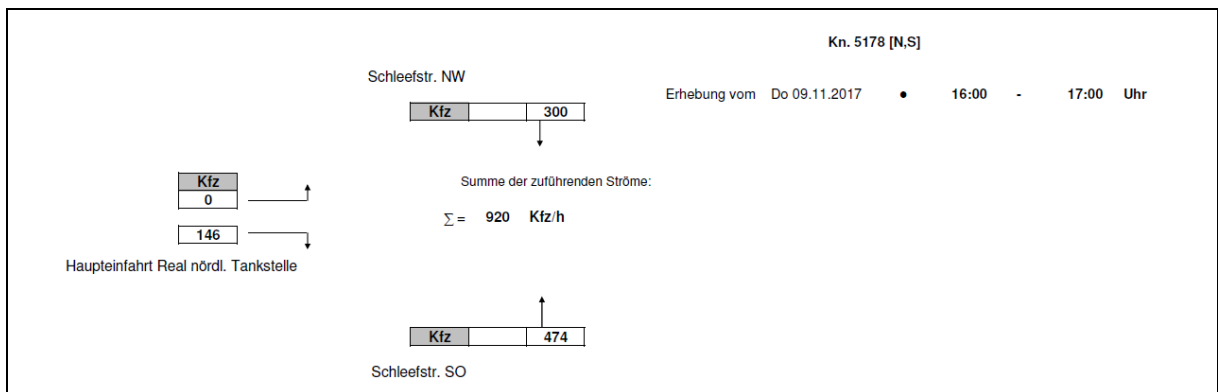 Kn. 5178 [N,S]
Schleefstr. NW
Erhebung vom Do 09.11.2017 ● 16:00 - 17:00 Uhr
Kfz 300
Kfz
0
Summe der zuführenden Ströme:
∑ = 920 Kfz/h
146
Haupteinfahrt Real nördl. Tankstelle
Kfz 474
Schleefstr. SO